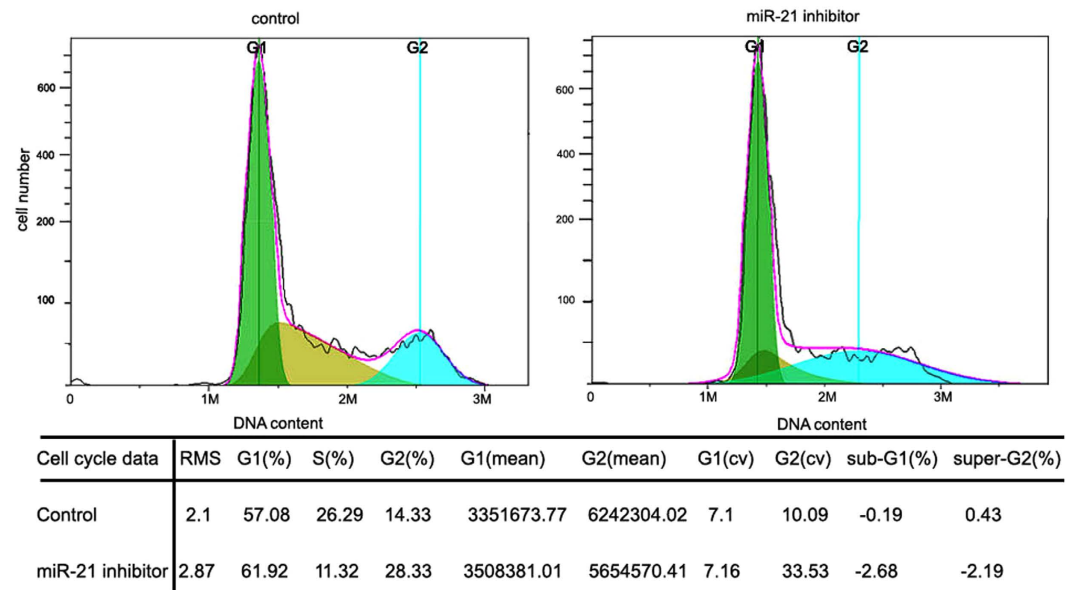 control
miR-21 inhibitor
G1
G2
G1
G2
600
400
200
100
600
400
200
100
cell number
0
1M
2M
3M
0
1M
2M
3M
DNA content
DNA content
Cell cycle data RMS G1(%) S(%) G2(%) G1(mean) G2(mean) G1(cv) G2(cv) sub-G1(%) super-G2(%)
Control 2.1 57.08 26.29 14.33 3351673.77 6242304.02 7.1 10.09 -0.19 0.43
miR-21 inhibitor 2.87 61.92 11.32 28.33 3508381.01 5654570.41 7.16 33.53 -2.68 -2.19